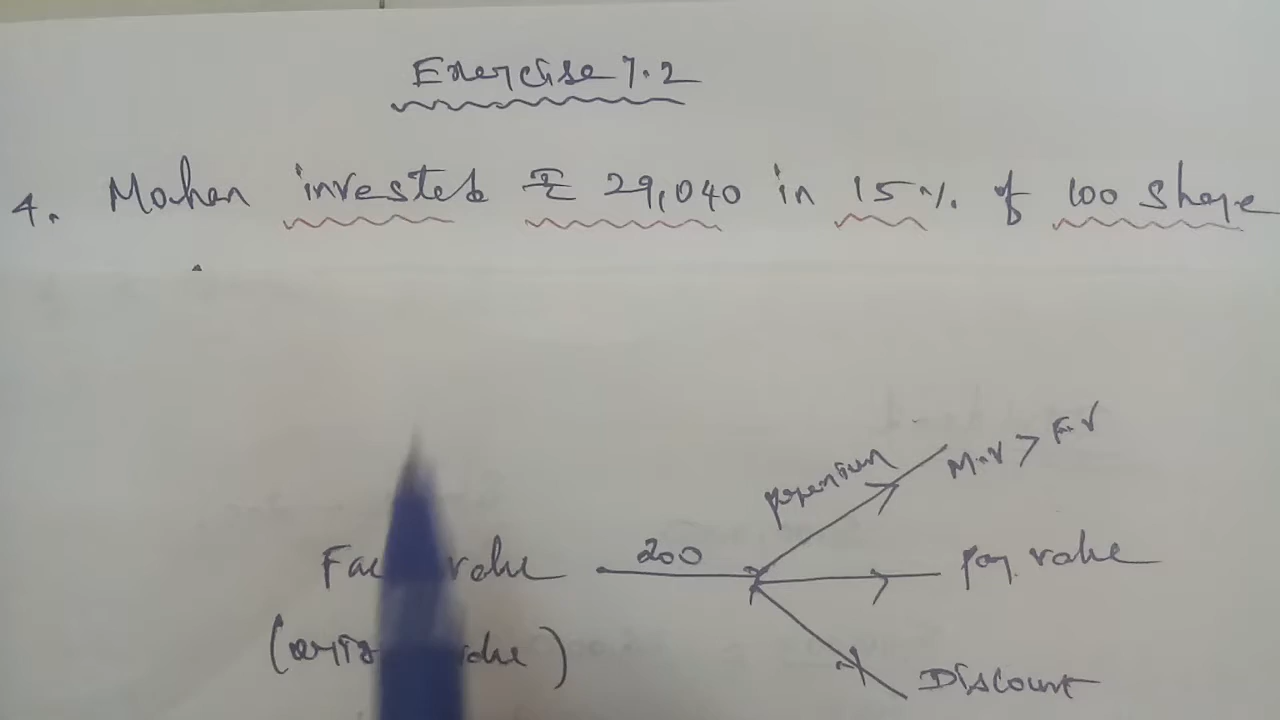 Exercise 7.2
4. Mohan invested ₹ 29,040 in 15% of 100 share
premium M.V > F.V
200
par value
Discount